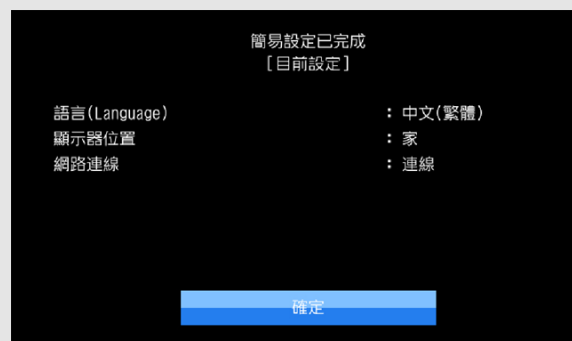 簡易設定已完成
[目前設定]
語言(Language) : 中文(繁體)
顯示器位置 : 家
網路連線 : 連線
確定